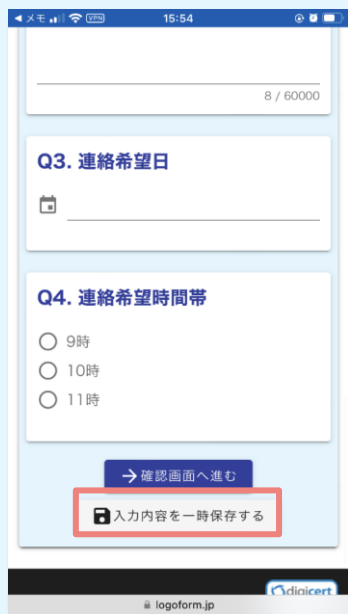 メモ VPN 15:54
8 / 60000
Q3. 連絡希望日
Q4. 連絡希望時間帯
9時
10時
11時
確認画面へ進む
入力内容を一時保存する
digicert
logoform.jp